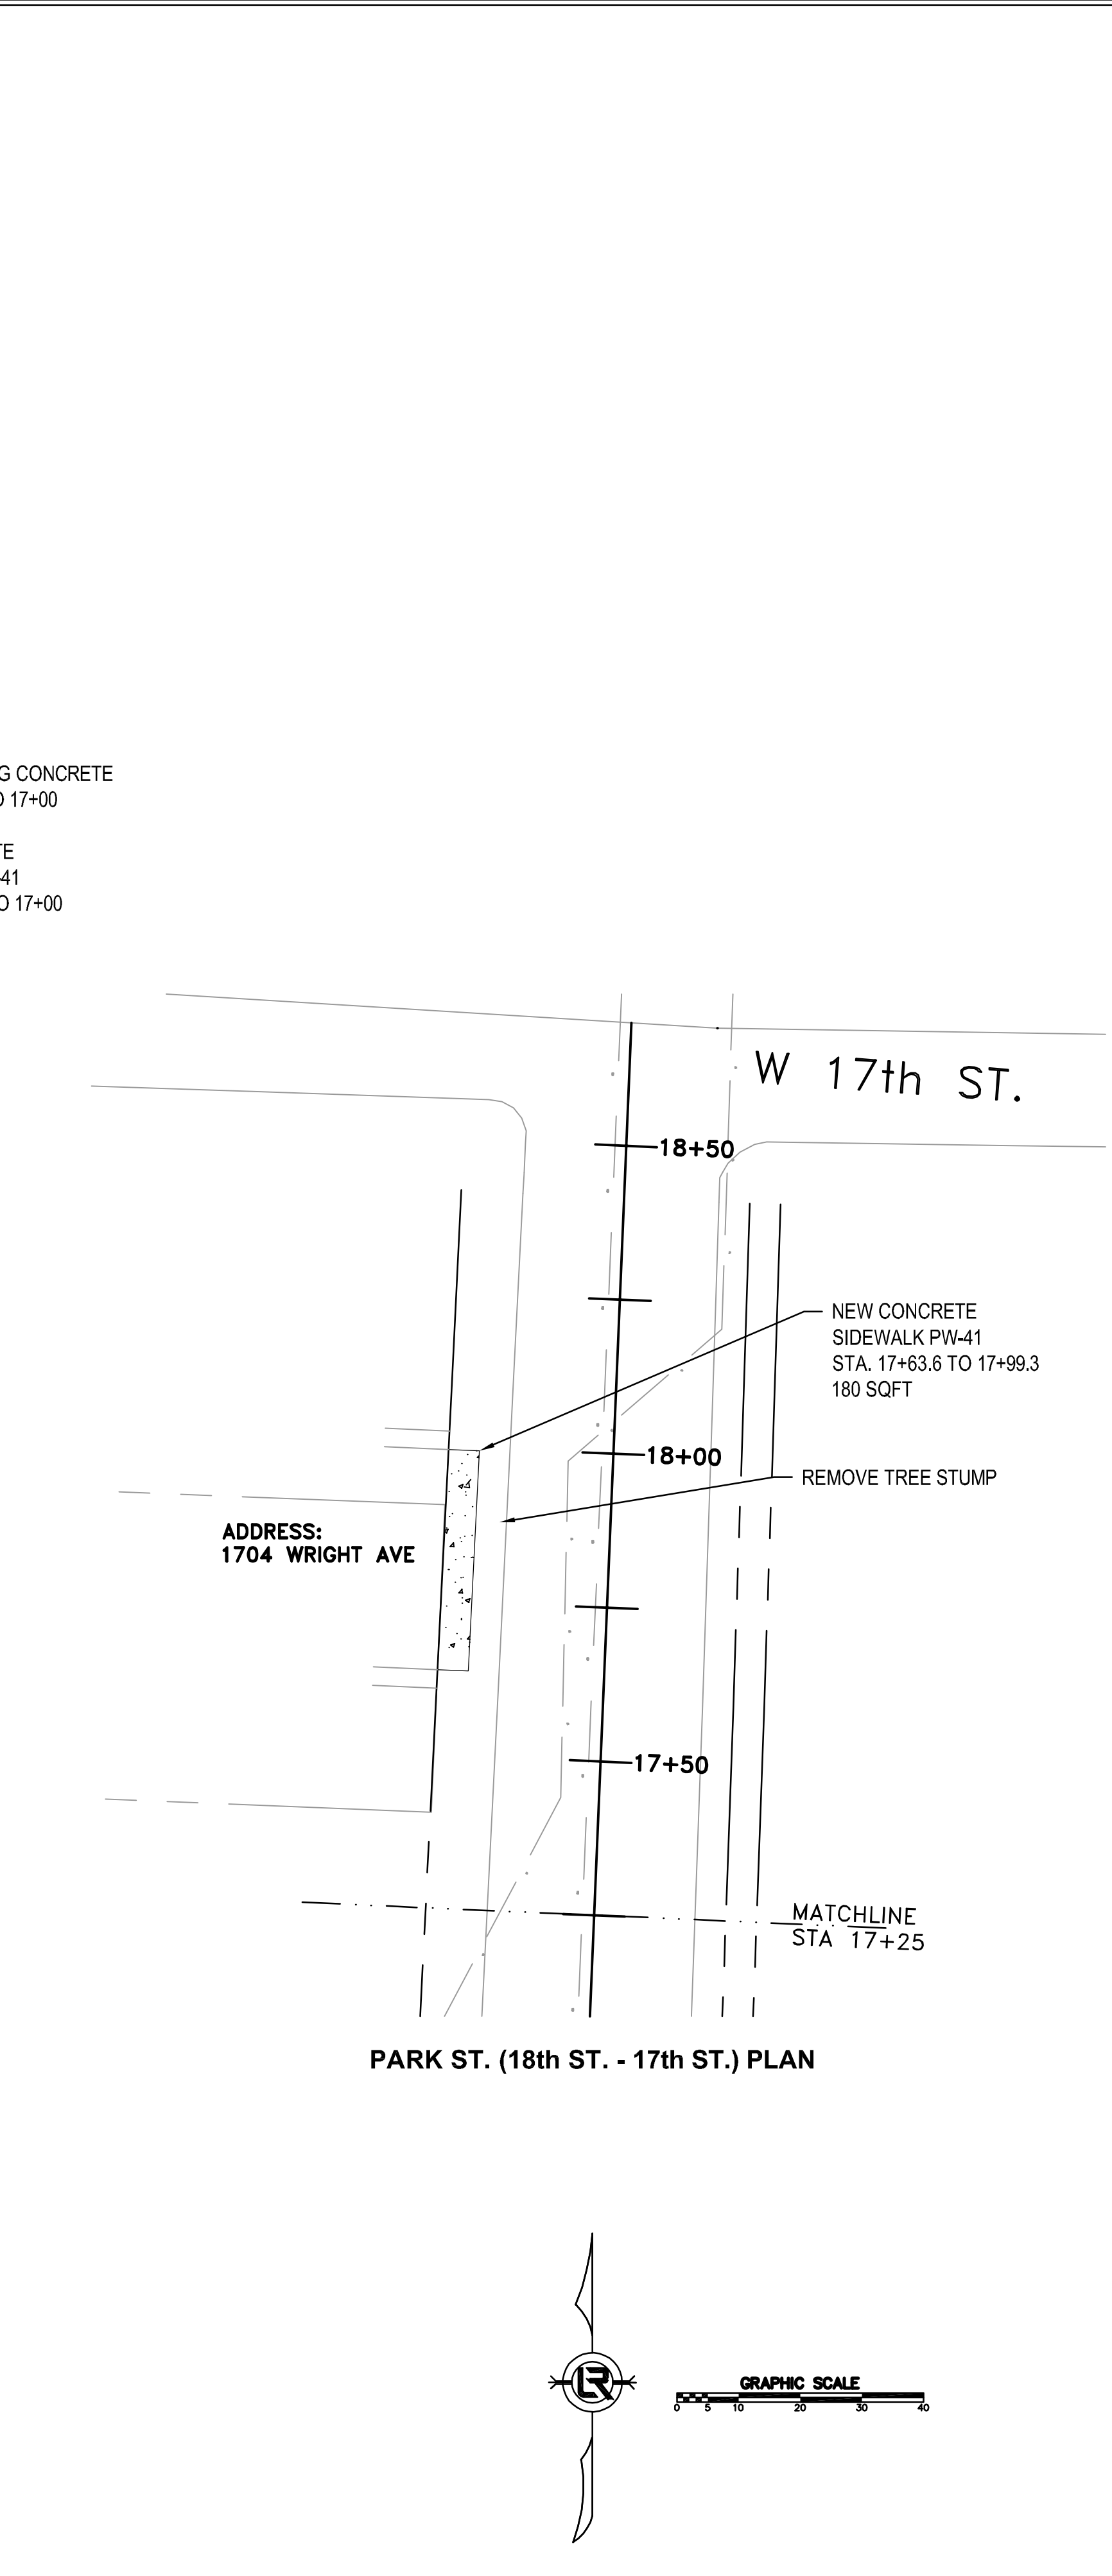 G CONCRETE
O 17+00
TE
-41
O 17+00
W 17th ST.
18+50
NEW CONCRETE
SIDEWALK PW-41
STA. 17+63.6 TO 17+99.3
180 SQFT
18+00
REMOVE TREE STUMP
ADDRESS:
1704 WRIGHT AVE
17+50
MATCHLINE
STA 17+25
PARK ST. (18th ST. - 17th ST.) PLAN
LR
GRAPHIC SCALE
0 5 10 20 30 40